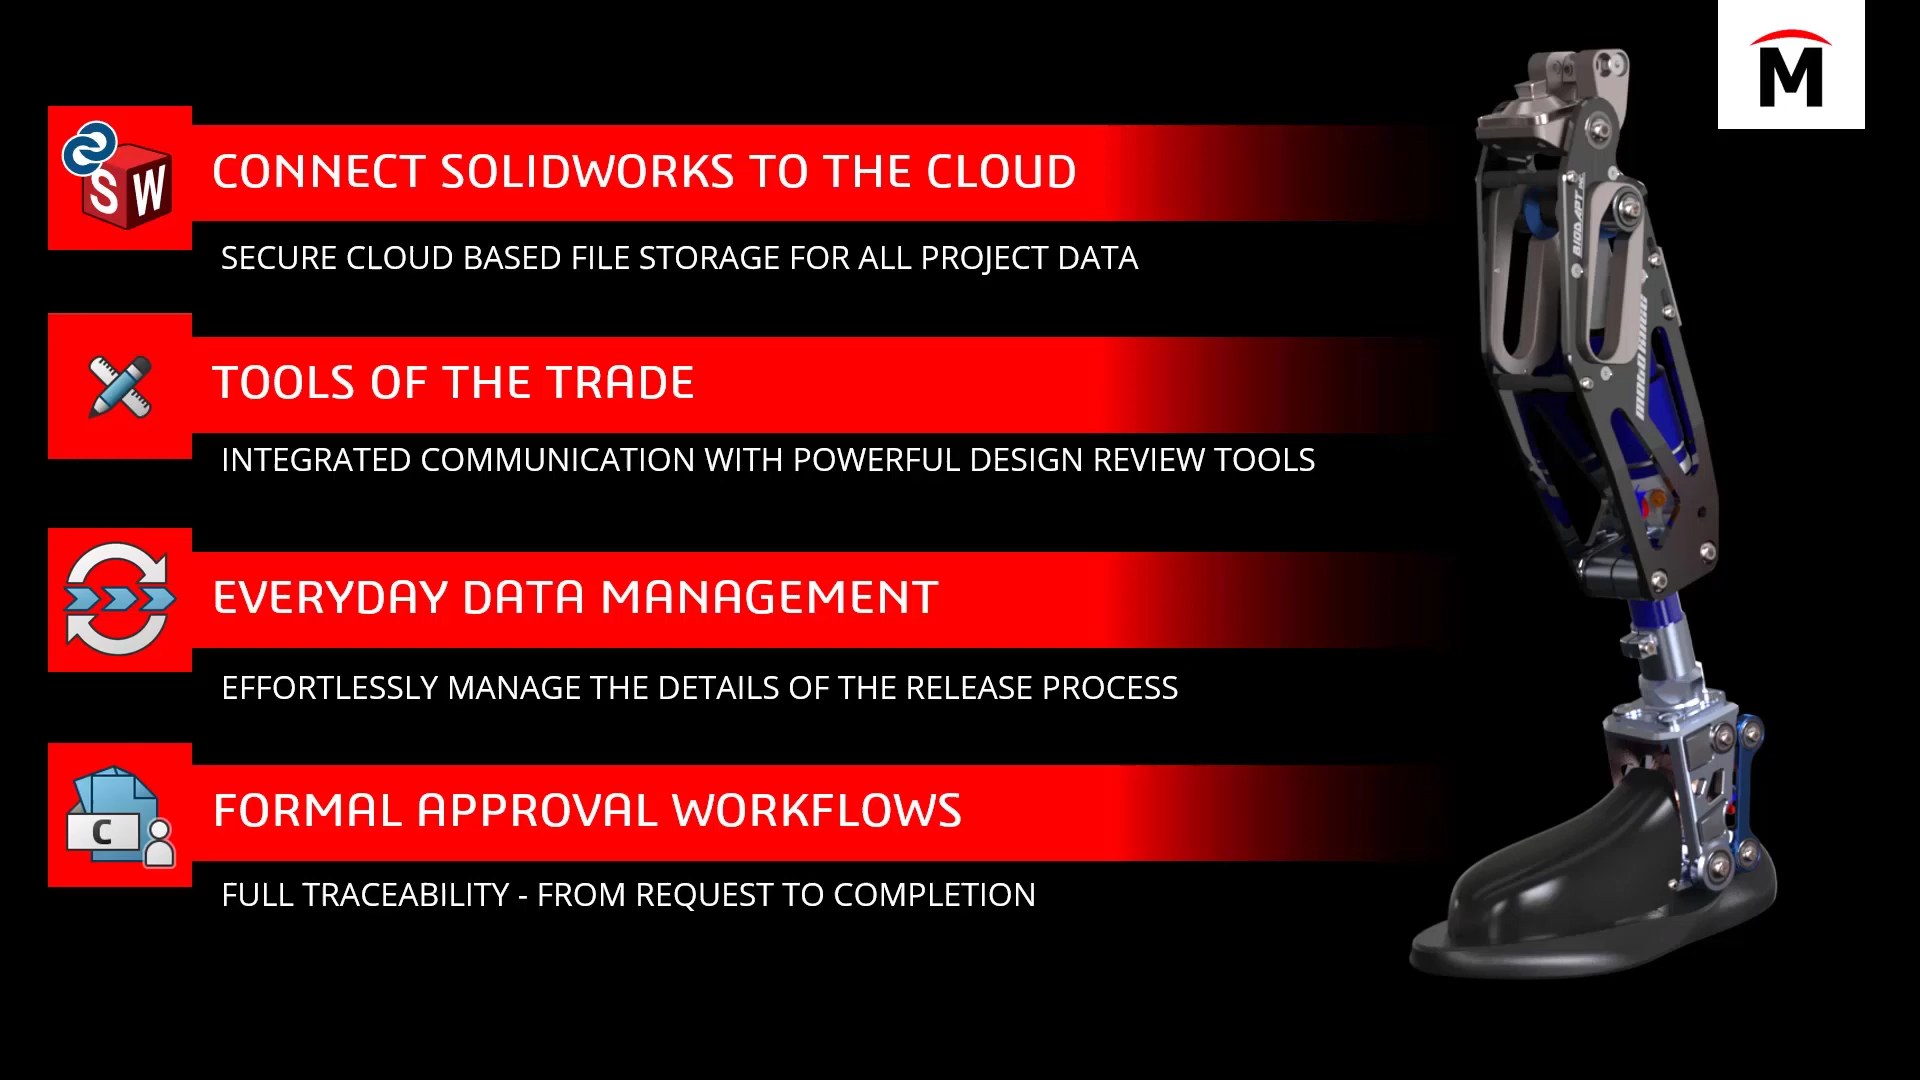 M
S W
CONNECT SOLIDWORKS TO THE CLOUD
SECURE CLOUD BASED FILE STORAGE FOR ALL PROJECT DATA
TOOLS OF THE TRADE
INTEGRATED COMMUNICATION WITH POWERFUL DESIGN REVIEW TOOLS
EVERYDAY DATA MANAGEMENT
EFFORTLESSLY MANAGE THE DETAILS OF THE RELEASE PROCESS
C
FORMAL APPROVAL WORKFLOWS
FULL TRACEABILITY - FROM REQUEST TO COMPLETION
BIODAPT